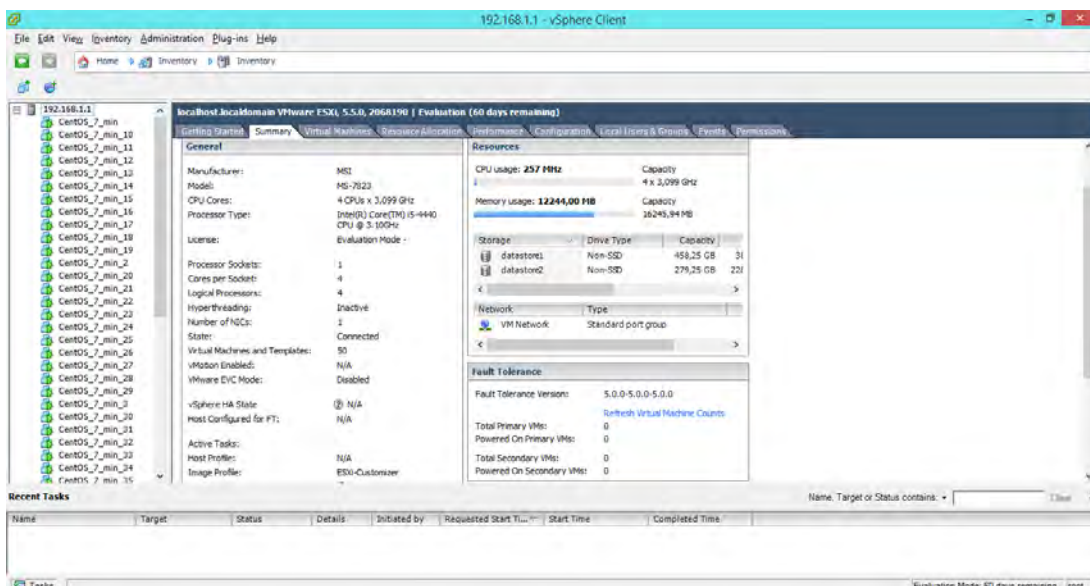 192.168.1.1 - vSphere Client
File Edit View Inventory Administration Plug-ins Help
Home Inventory Inventory
192.168.1.1
CentOS_7_min
CentOS_7_min_10
CentOS_7_min_11
CentOS_7_min_12
CentOS_7_min_13
CentOS_7_min_14
CentOS_7_min_15
CentOS_7_min_16
CentOS_7_min_17
CentOS_7_min_18
CentOS_7_min_19
CentOS_7_min_2
CentOS_7_min_20
CentOS_7_min_21
CentOS_7_min_22
CentOS_7_min_23
CentOS_7_min_24
CentOS_7_min_25
CentOS_7_min_26
CentOS_7_min_27
CentOS_7_min_28
CentOS_7_min_29
CentOS_7_min_3
CentOS_7_min_30
CentOS_7_min_31
CentOS_7_min_32
CentOS_7_min_33
CentOS_7_min_34
CentOS_7_min_35
localhost.localdomain VMware ESXi, 5.5.0, 2068190 | Evaluation (60 days remaining)
Getting Started Summary Virtual Machines Resource Allocation Performance Configuration Local Users & Groups Events Permissions
General
Manufacturer: MSI
Model: MS-7823
CPU Cores: 4 CPUs x 3,099 GHz
Processor Type: Intel(R) Core(TM) i5-4440
CPU @ 3.10GHz
License: Evaluation Mode -
Processor Sockets: 1
Cores per Socket: 4
Logical Processors: 4
Hyperthreading: Inactive
Number of NICs: 1
State: Connected
Virtual Machines and Templates: 50
vMotion Enabled: N/A
VMware EVC Mode: Disabled
vSphere HA State N/A
Host Configured for FT: N/A
Active Tasks:
Host Profile: N/A
Image Profile: ESXi-Customizer
Resources
CPU usage: 257 MHz Capacity
4 x 3,099 GHz
Memory usage: 12244,00 MB Capacity
16245,94 MB
Storage Drive Type Capacity
datastore1 Non-SSD 458,25 GB
datastore2 Non-SSD 279,25 GB
Network Type
VM Network Standard port group
Fault Tolerance
Fault Tolerance Version: 5.0.0-5.0.0-5.0.0
Refresh Virtual Machine Counts
Total Primary VMs: 0
Powered On Primary VMs: 0
Total Secondary VMs: 0
Powered On Secondary VMs: 0
Recent Tasks Name, Target or Status contains: Clear
Name Target Status Details Initiated by Requested Start Ti... Start Time Completed Time
Tasks Evaluation Mode: 60 days remaining root